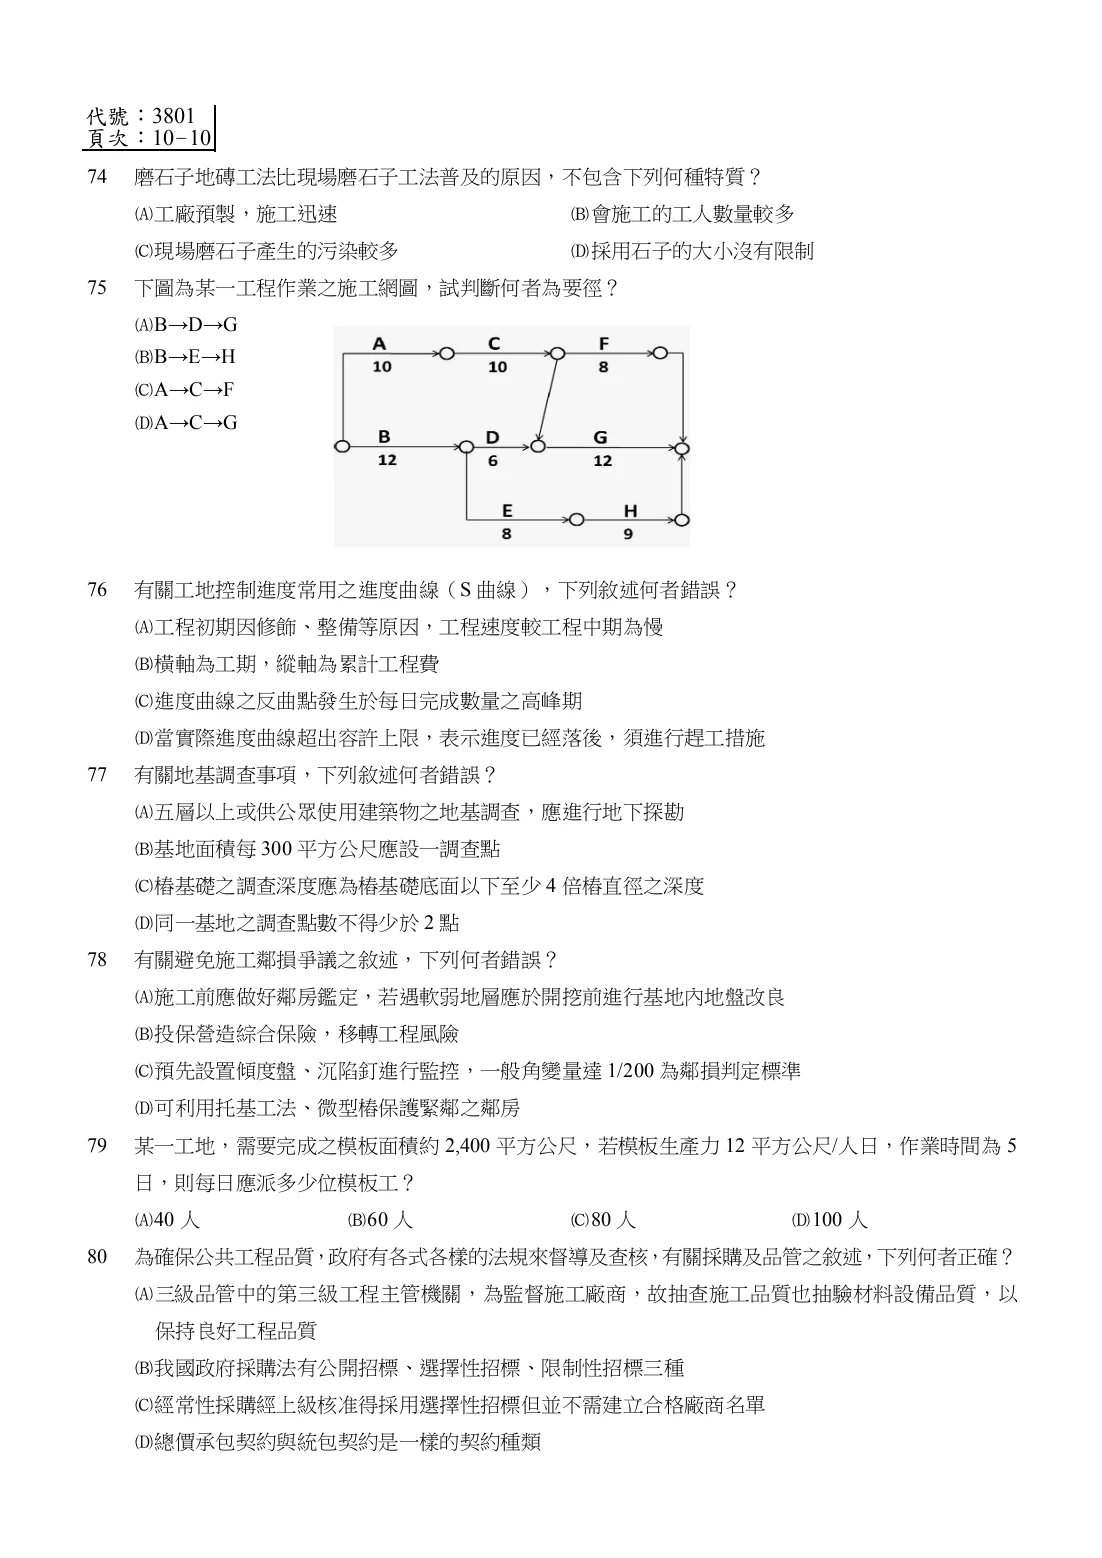 代號：3801
頁次：10－10
74 磨石子地磚工法比現場磨石子工法普及的原因，不包含下列何種特質？
(A)工廠預製，施工迅速 (B)會施工的工人數量較多
(C)現場磨石子產生的污染較多 (D)採用石子的大小沒有限制
75 下圖為某一工程作業之施工網圖，試判斷何者為要徑？
(A)B→D→G
(B)B→E→H
(C)A→C→F
(D)A→C→G
A C F
10 10 8
B D G
12 6 12
E H
8 9
76 有關工地控制進度常用之進度曲線（S 曲線），下列敘述何者錯誤？
(A)工程初期因修飾、整備等原因，工程速度較工程中期為慢
(B)橫軸為工期，縱軸為累計工程費
(C)進度曲線之反曲點發生於每日完成數量之高峰期
(D)當實際進度曲線超出容許上限，表示進度已經落後，須進行趕工措施
77 有關地基調查事項，下列敘述何者錯誤？
(A)五層以上或供公眾使用建築物之地基調查，應進行地下探勘
(B)基地面積每 300 平方公尺應設一調查點
(C)樁基礎之調查深度應為樁基礎底面以下至少 4 倍樁直徑之深度
(D)同一基地之調查點數不得少於 2 點
78 有關避免施工鄰損爭議之敘述，下列何者錯誤？
(A)施工前應做好鄰房鑑定，若遇軟弱地層應於開挖前進行基地內地盤改良
(B)投保營造綜合保險，移轉工程風險
(C)預先設置傾度盤、沉陷釘進行監控，一般角變量達 1/200 為鄰損判定標準
(D)可利用托基工法、微型樁保護緊鄰之鄰房
79 某一工地，需要完成之模板面積約 2,400 平方公尺，若模板生產力 12 平方公尺/人日，作業時間為 5
日，則每日應派多少位模板工？
(A)40 人 (B)60 人 (C)80 人 (D)100 人
80 為確保公共工程品質，政府有各式各樣的法規來督導及查核，有關採購及品管之敘述，下列何者正確？
(A)三級品管中的第三級工程主管機關，為監督施工廠商，故抽查施工品質也抽驗材料設備品質，以
保持良好工程品質
(B)我國政府採購法有公開招標、選擇性招標、限制性招標三種
(C)經常性採購經上級核准得採用選擇性招標但並不需建立合格廠商名單
(D)總價承包契約與統包契約是一樣的契約種類